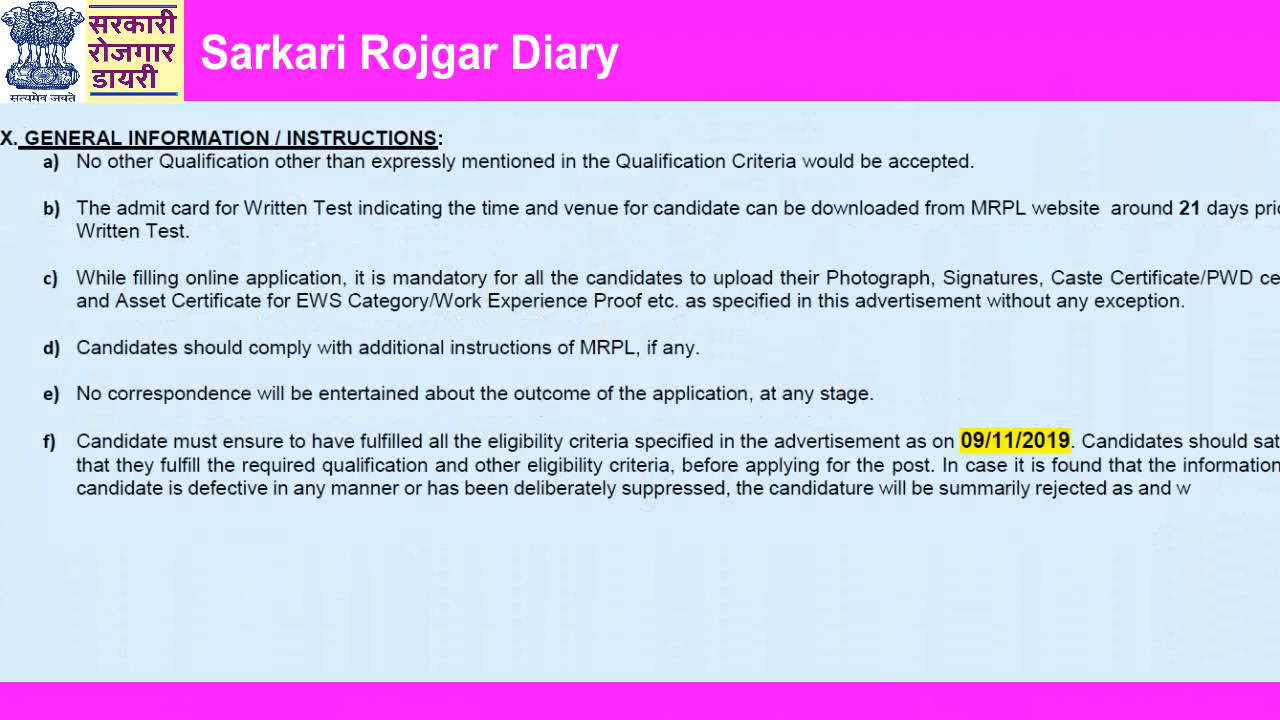 सत्यमेव जयते
सरकारी
रोजगार
डायरी
Sarkari Rojgar Diary
X. GENERAL INFORMATION / INSTRUCTIONS:
a) No other Qualification other than expressly mentioned in the Qualification Criteria would be accepted.
b) The admit card for Written Test indicating the time and venue for candidate can be downloaded from MRPL website around 21 days
Written Test.
c) While filling online application, it is mandatory for all the candidates to upload their Photograph, Signatures, Caste Certificate/PWD
and Asset Certificate for EWS Category/Work Experience Proof etc. as specified in this advertisement without any exception.
d) Candidates should comply with additional instructions of MRPL, if any.
e) No correspondence will be entertained about the outcome of the application, at any stage.
f) Candidate must ensure to have fulfilled all the eligibility criteria specified in the advertisement as on 09/11/2019. Candidates should
that they fulfill the required qualification and other eligibility criteria, before applying for the post. In case it is found that the information
candidate is defective in any manner or has been deliberately suppressed, the candidature will be summarily rejected as and w